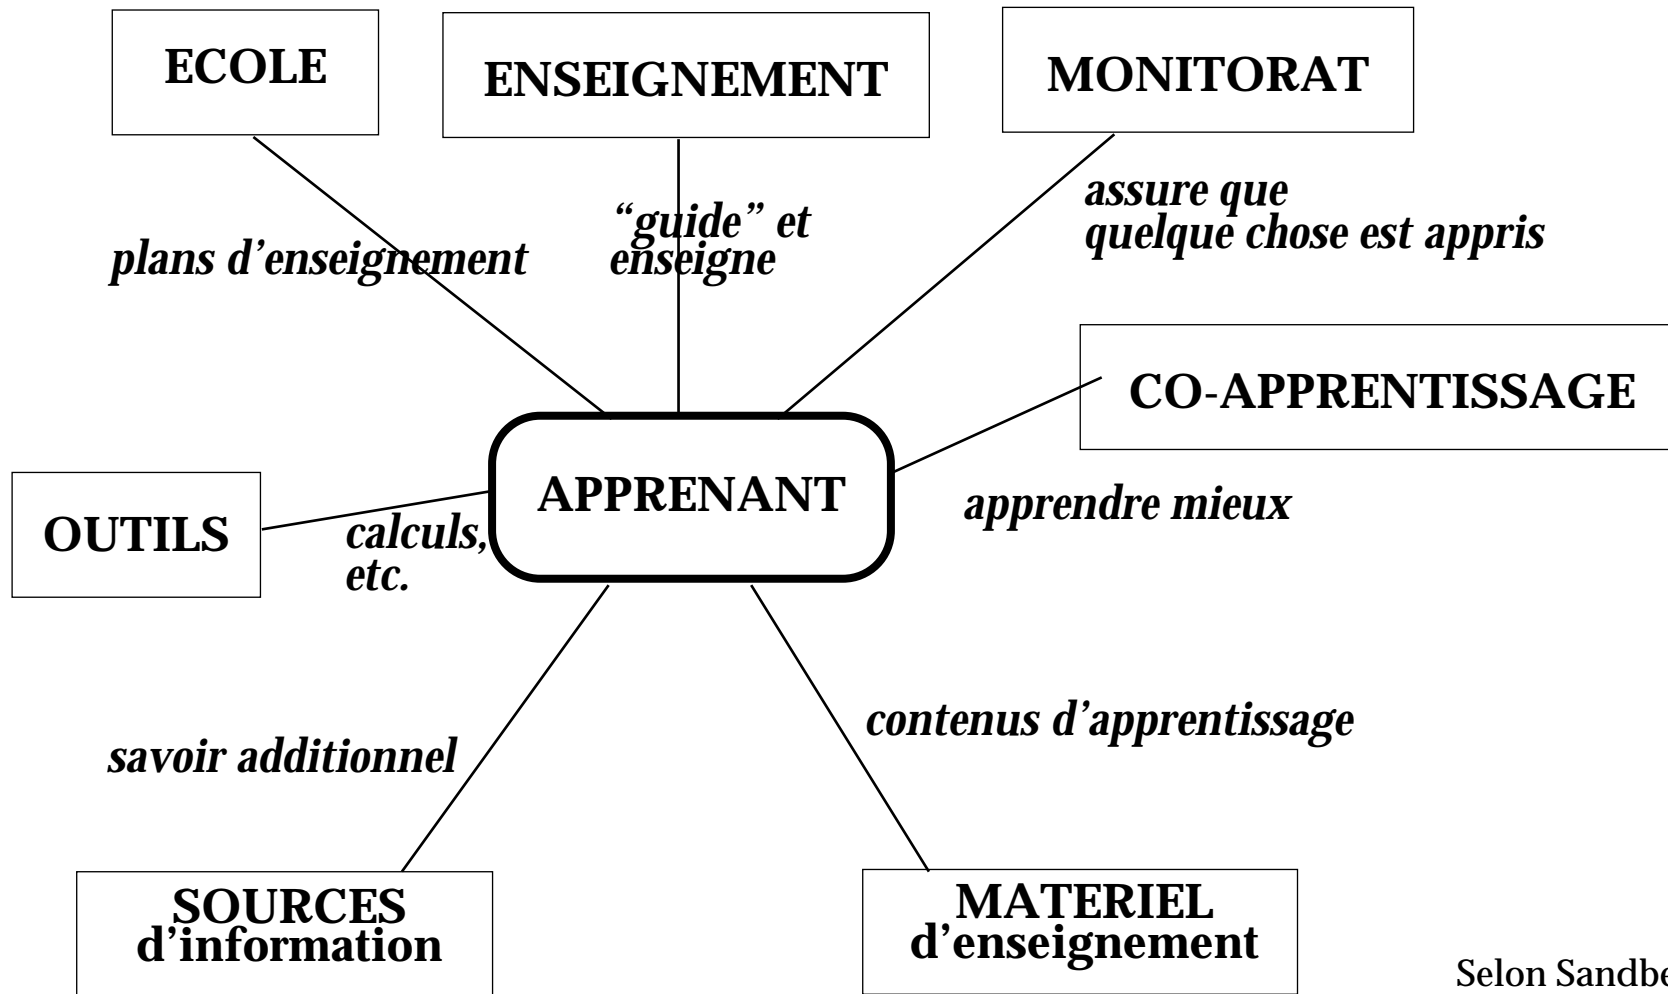 ECOLE
ENSEIGNEMENT
MONITORAT
assure que
quelque chose est appris
“guide” et
enseigne
plans d’enseignement
CO-APPRENTISSAGE
APPRENANT
apprendre mieux
OUTILS
calculs,
etc.
contenus d’apprentissage
savoir additionnel
SOURCES
d’information
MATERIEL
d’enseignement
Selon